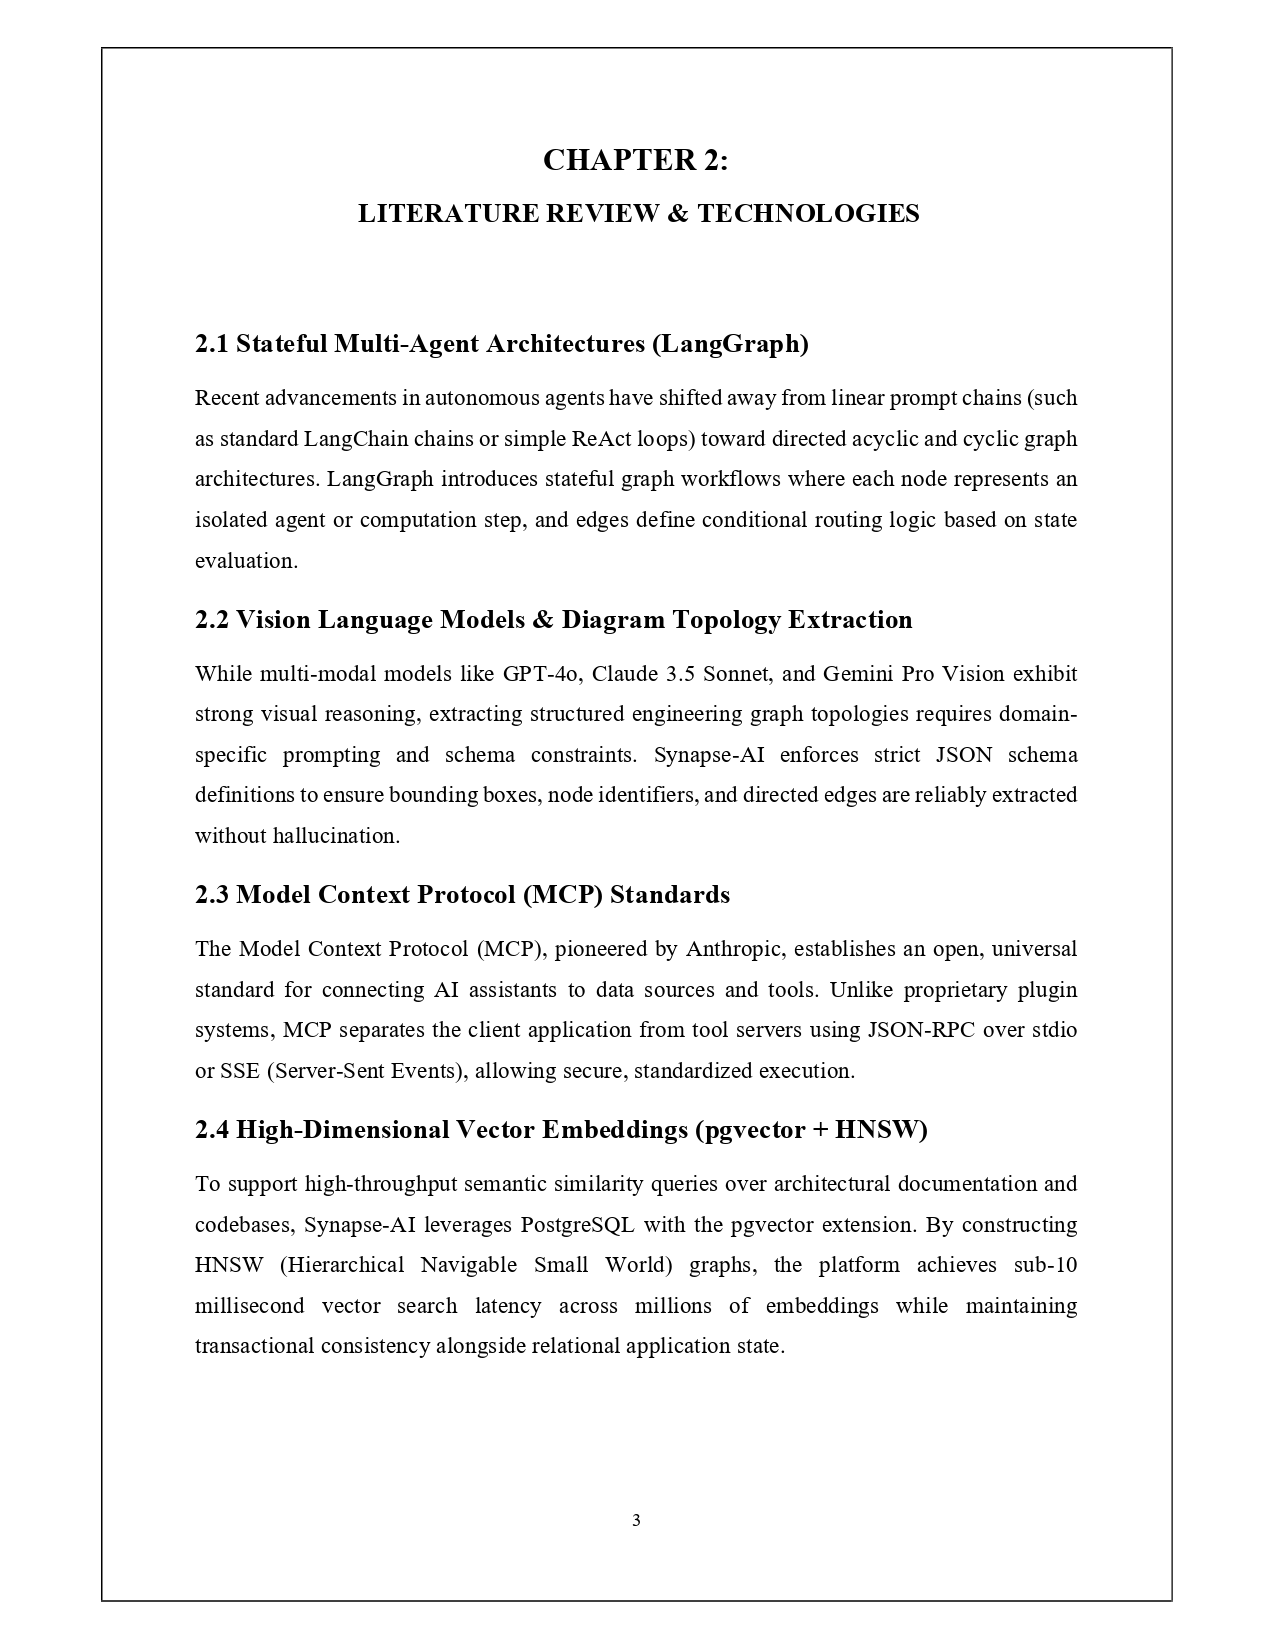 CHAPTER 2:
LITERATURE REVIEW & TECHNOLOGIES
2.1 Stateful Multi-Agent Architectures (LangGraph)
Recent advancements in autonomous agents have shifted away from linear prompt chains (such
as standard LangChain chains or simple ReAct loops) toward directed acyclic and cyclic graph
architectures. LangGraph introduces stateful graph workflows where each node represents an
isolated agent or computation step, and edges define conditional routing logic based on state
evaluation.
2.2 Vision Language Models & Diagram Topology Extraction
While multi-modal models like GPT-4o, Claude 3.5 Sonnet, and Gemini Pro Vision exhibit
strong visual reasoning, extracting structured engineering graph topologies requires domain-
specific prompting and schema constraints. Synapse-AI enforces strict JSON schema
definitions to ensure bounding boxes, node identifiers, and directed edges are reliably extracted
without hallucination.
2.3 Model Context Protocol (MCP) Standards
The Model Context Protocol (MCP), pioneered by Anthropic, establishes an open, universal
standard for connecting AI assistants to data sources and tools. Unlike proprietary plugin
systems, MCP separates the client application from tool servers using JSON-RPC over stdio
or SSE (Server-Sent Events), allowing secure, standardized execution.
2.4 High-Dimensional Vector Embeddings (pgvector + HNSW)
To support high-throughput semantic similarity queries over architectural documentation and
codebases, Synapse-AI leverages PostgreSQL with the pgvector extension. By constructing
HNSW (Hierarchical Navigable Small World) graphs, the platform achieves sub-10
millisecond vector search latency across millions of embeddings while maintaining
transactional consistency alongside relational application state.
3